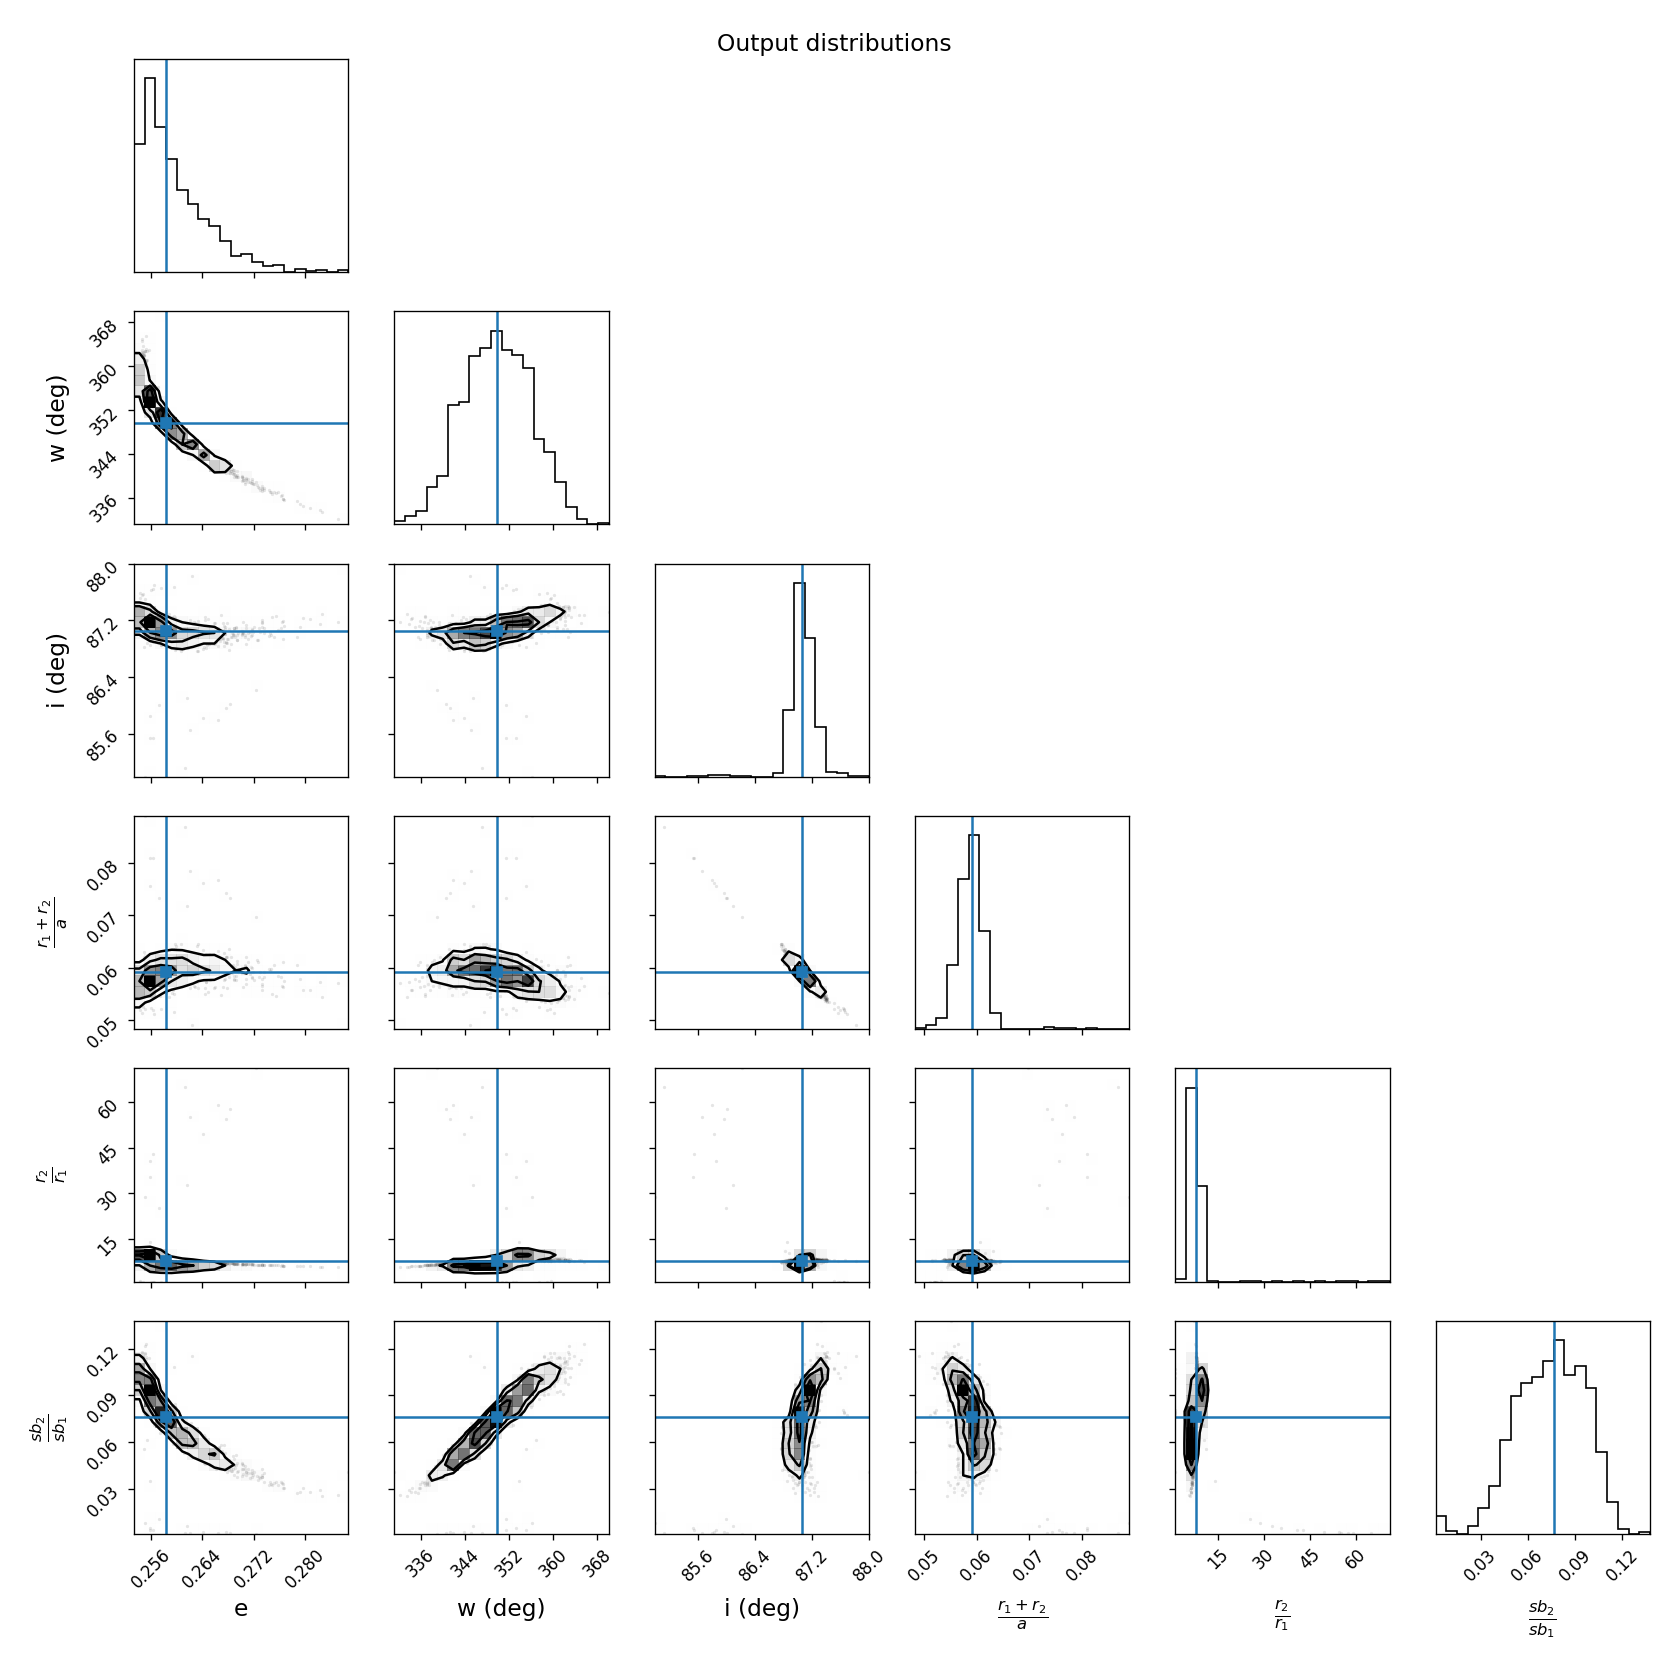 Output distributions
w (deg)
368
360
352
344
336
i (deg)
88.0
87.2
86.4
85.6
r₁ + r₂
a
0.08
0.07
0.06
0.05
r₂
r₁
60
45
30
15
sb₂
sb₁
0.12
0.09
0.06
0.03
0.256 0.264 0.272 0.280 336 344 352 360 368 85.6 86.4 87.2 88.0 0.05 0.06 0.07 0.08 15 30 45 60 0.03 0.06 0.09 0.12
e w (deg) i (deg) r₁ + r₂ r₂ sb₂
a r₁ sb₁